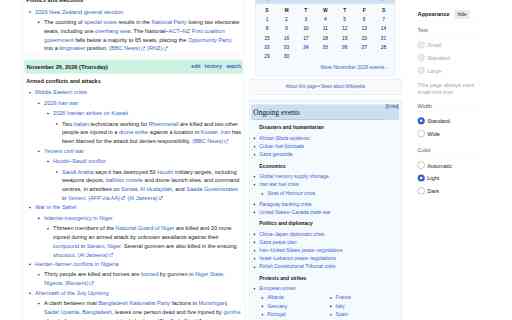 2026 New Zealand general election
The counting of special votes results in the National Party losing two electorate
seats, including one overhang seat. The National–ACT–NZ First coalition
government falls below a majority of 65 seats, placing the Opportunity Party
into a kingmaker position. (BBC News) (RNZ)
November 26, 2026 (Thursday)
edit history watch
Armed conflicts and attacks
Middle Eastern crisis
2026 Iran war
2026 Iranian strikes on Kuwait
Two Italian technicians working for Rheinmetall are killed and two other
people are injured in a drone strike against a location in Kuwait. Iran has
been blamed for the attack but denies responsibility. (BBC News)
Yemeni civil war
Houthi–Saudi conflict
Saudi Arabia says it has destroyed 50 Houthi military targets, including
weapons depots, ballistic missile and drone launch sites, and command
centres, in airstrikes on Sanaa, Al Hudaydah, and Saada Governorates
in Yemen. (AFP via AA) (Al Jazeera)
War in the Sahel
Islamist insurgency in Niger
Thirteen members of the National Guard of Niger are killed and 20 more
injured during an armed attack by unknown assailants against their
compound in Sanam, Niger. Several gunmen are also killed in the ensuing
shootout. (Al Jazeera)
Herder–farmer conflicts in Nigeria
Thirty people are killed and homes are burned by gunmen in Niger State,
Nigeria. (Reuters)
Aftermath of the July Uprising
A clash between rival Bangladesh Nationalist Party factions in Munshiganj
Sadar Upazila, Bangladesh, leaves one person dead and five injured by gunfire
S M T W T F S
1 2 3 4 5 6 7
8 9 10 11 12 13 14
15 16 17 18 19 20 21
22 23 24 25 26 27 28
29 30
More November 2026 events...
About this page • News about Wikipedia
Ongoing events
Disasters and humanitarian
Cuban fuel blockade
Gaza genocide
Economics
Global memory supply shortage
Iran war fuel crisis
Strait of Hormuz crisis
Paraguay banking crisis
United States–Canada trade war
Politics and diplomacy
China–Japan diplomatic crisis
Gaza peace plan
Iran–United States peace negotiations
Israel–Lebanon peace negotiations
Polish Constitutional Tribunal crisis
Protests and strikes
European unrest
Albania
France
Germany
Italy
Portugal
Spain
Appearance hide
Text
Small
Standard
Large
This page always uses
small font size
Width
Standard
Wide
Color
Automatic
Light
Dark